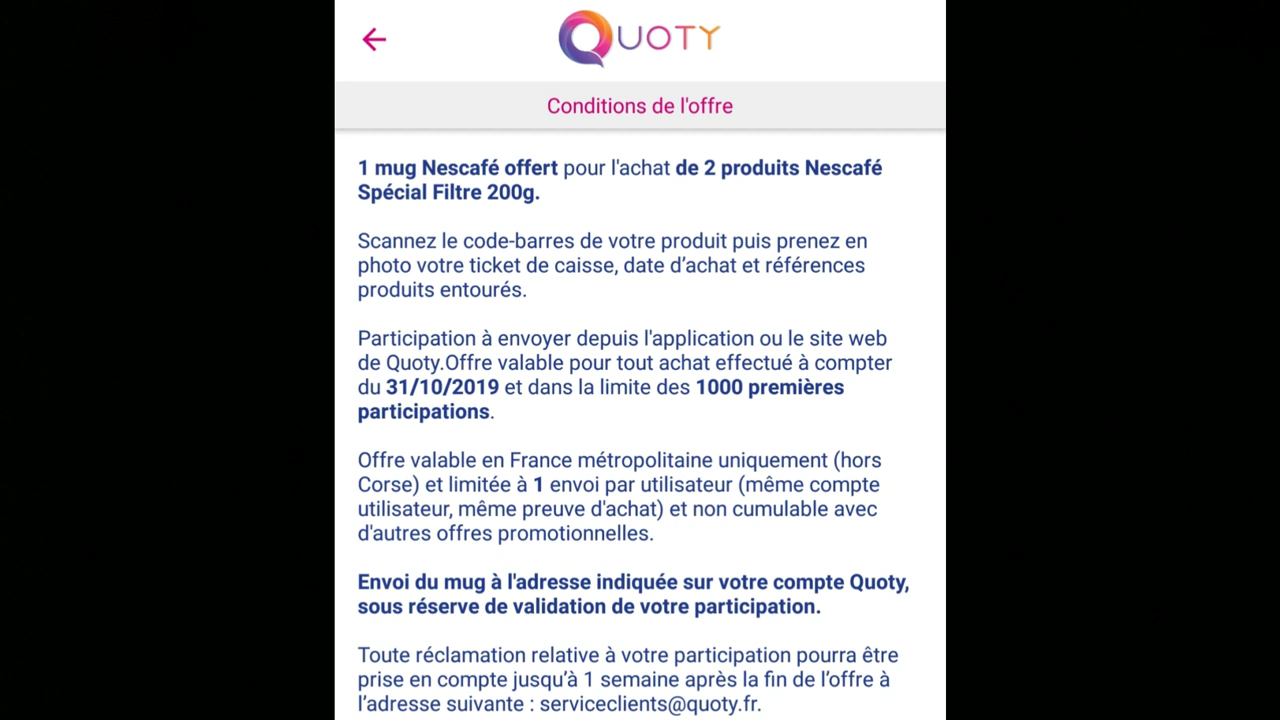 QUOTY
Conditions de l'offre
1 mug Nescafé offert pour l'achat de 2 produits Nescafé
Spécial Filtre 200g.
Scannez le code-barres de votre produit puis prenez en
photo votre ticket de caisse, date d’achat et références
produits entourés.
Participation à envoyer depuis l'application ou le site web
de Quoty.Offre valable pour tout achat effectué à compter
du 31/10/2019 et dans la limite des 1000 premières
participations.
Offre valable en France métropolitaine uniquement (hors
Corse) et limitée à 1 envoi par utilisateur (même compte
utilisateur, même preuve d'achat) et non cumulable avec
d'autres offres promotionnelles.
Envoi du mug à l'adresse indiquée sur votre compte Quoty,
sous réserve de validation de votre participation.
Toute réclamation relative à votre participation pourra être
prise en compte jusqu’à 1 semaine après la fin de l’offre à
l’adresse suivante : serviceclients@quoty.fr.